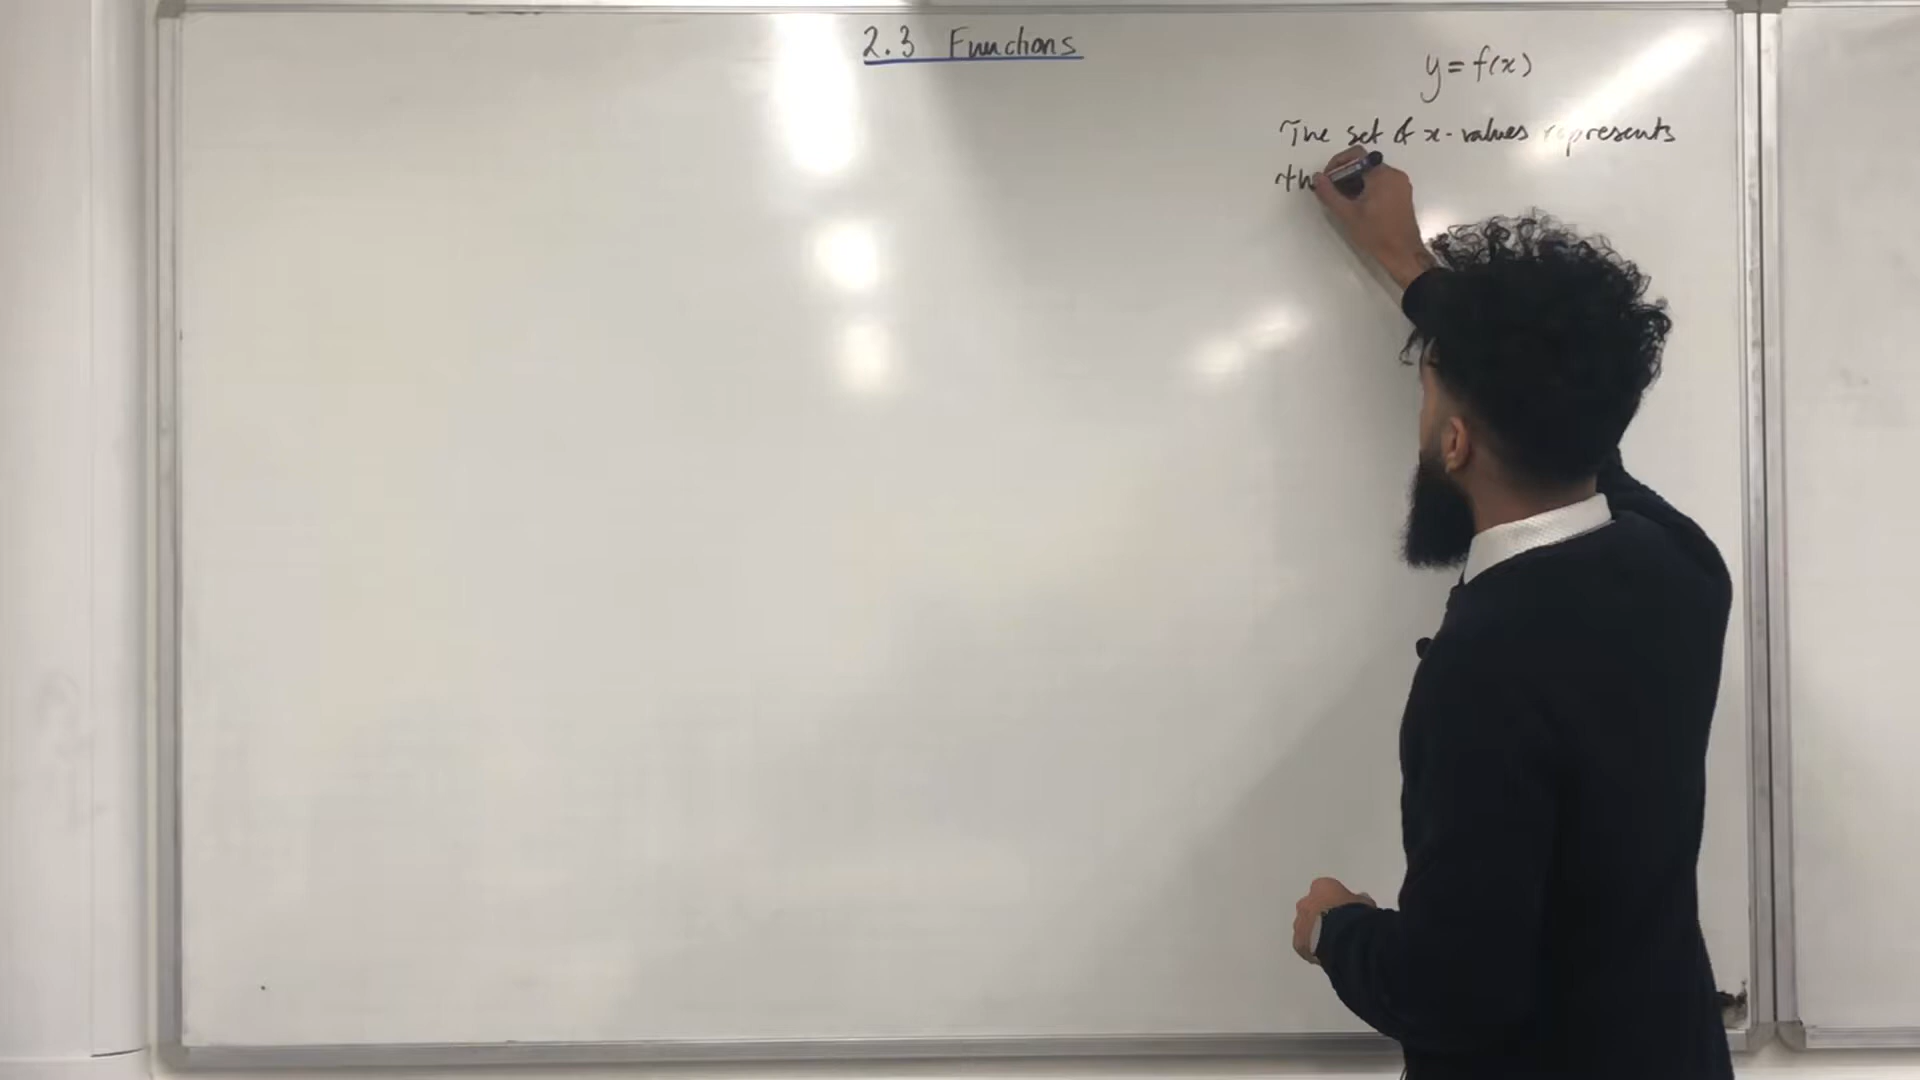 2.3 Functions
y = f(x)
The set of x-values represents
th